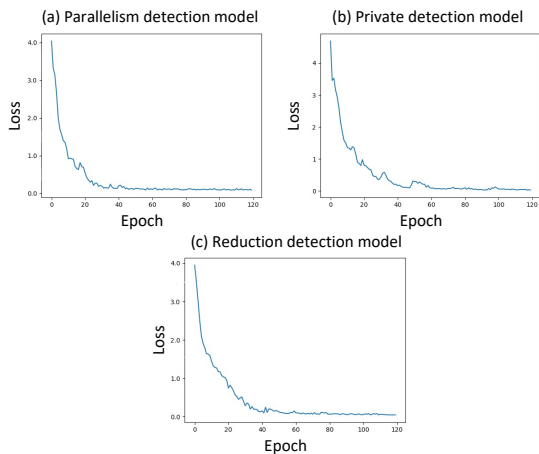 (a) Parallelism detection model
4.0
3.0
2.0
1.0
0.0
Loss
0 20 40 60 80 100 120
Epoch
(b) Private detection model
4
3
2
1
0
Loss
0 20 40 60 80 100 120
Epoch
(c) Reduction detection model
4.0
3.0
2.0
1.0
0.0
Loss
0 20 40 60 80 100 120
Epoch